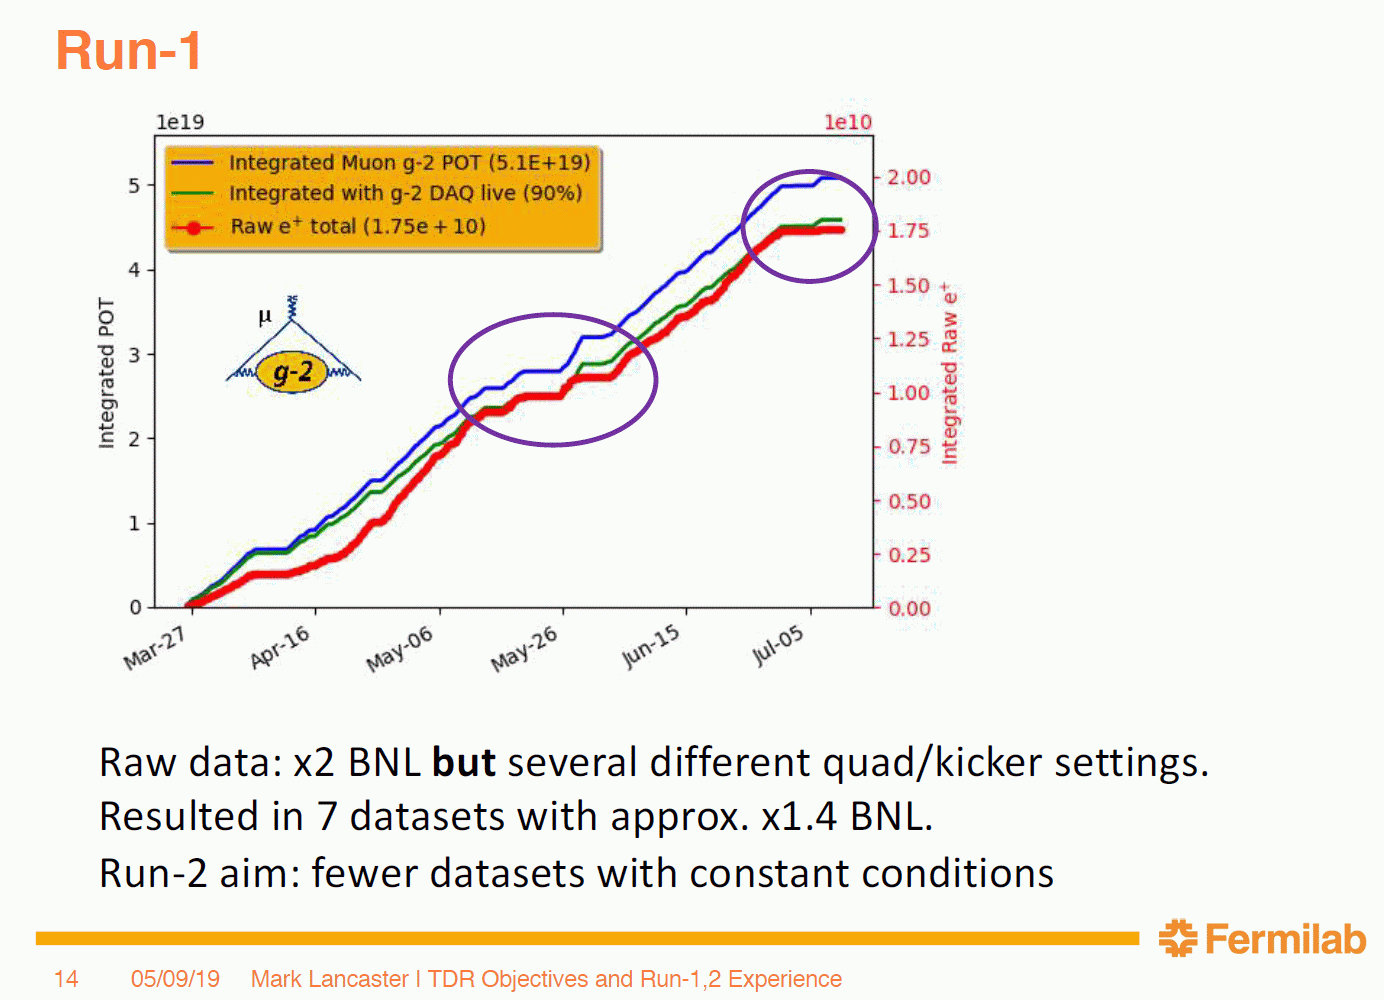 Run-1
1e19
1e10
Integrated Muon g-2 POT (5.1E+19)
Integrated with g-2 DAQ live (90%)
Raw e⁺ total (1.75e + 10)
5
4
3
2
1
0
Integrated POT
μ
g-2
2.00
1.75
1.50
1.25
1.00
0.75
0.50
0.25
0.00
Integrated Raw e⁺
Mar-27
Apr-16
May-06
May-26
Jun-15
Jul-05
Raw data: x2 BNL but several different quad/kicker settings.
Resulted in 7 datasets with approx. x1.4 BNL.
Run-2 aim: fewer datasets with constant conditions
Fermilab
14 05/09/19 Mark Lancaster I TDR Objectives and Run-1,2 Experience